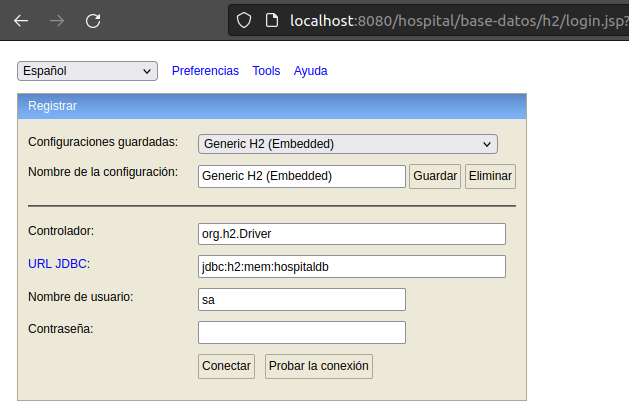 localhost:8080/hospital/base-datos/h2/login.jsp?
Español Preferencias Tools Ayuda
Registrar
Configuraciones guardadas: Generic H2 (Embedded)
Nombre de la configuración: Generic H2 (Embedded) Guardar Eliminar
Controlador: org.h2.Driver
URL JDBC: jdbc:h2:mem:hospitaldb
Nombre de usuario: sa
Contraseña:
Conectar Probar la conexión